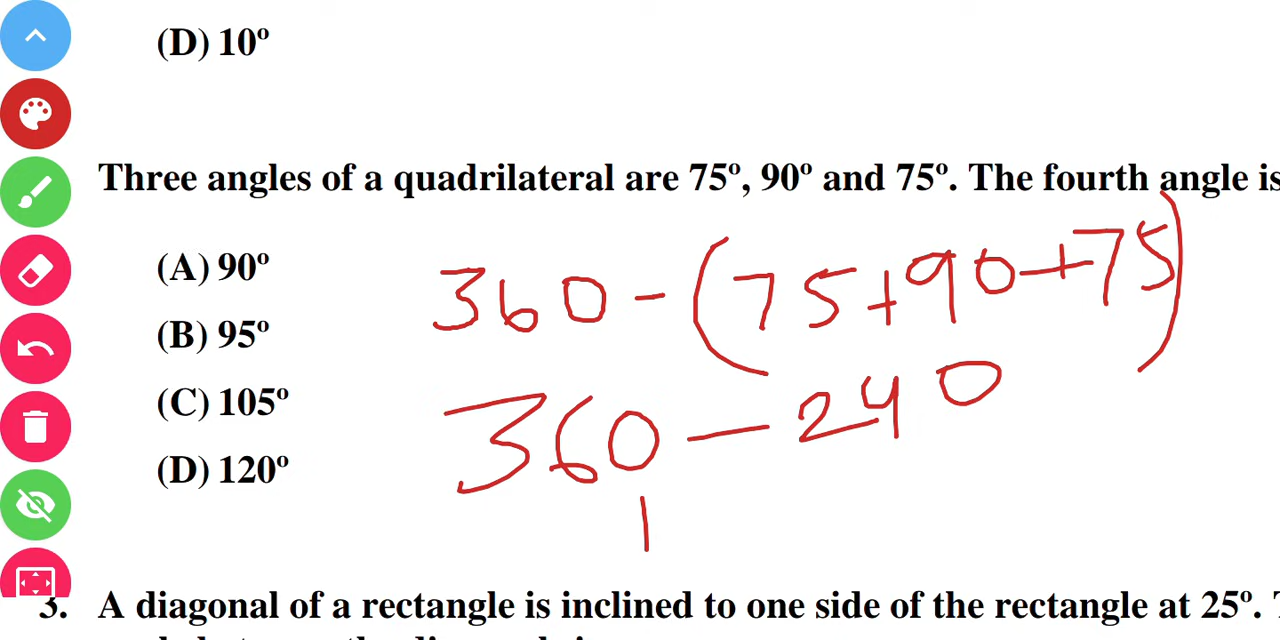 (D) 10º
Three angles of a quadrilateral are 75º, 90º and 75º. The fourth angle is
(A) 90º
360 - (75+90+75)
(B) 95º
(C) 105º
360 - 240
(D) 120º
1
3. A diagonal of a rectangle is inclined to one side of the rectangle at 25º.